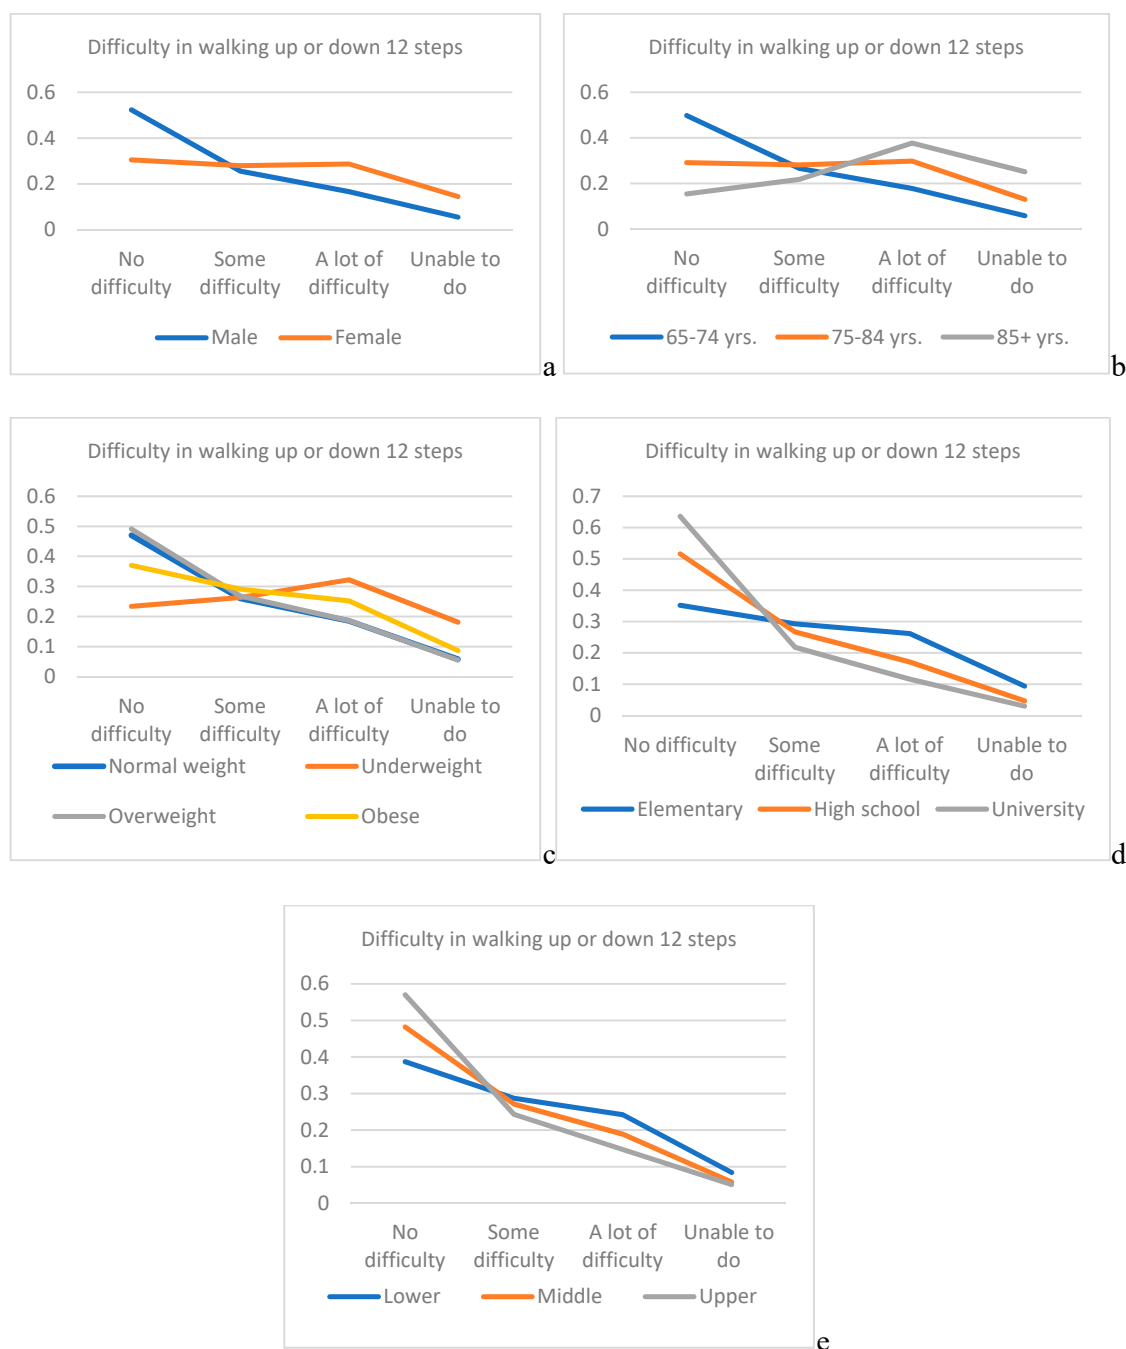 Difficulty in walking up or down 12 steps
0.6
0.4
0.2
0
No difficulty
Some difficulty
A lot of difficulty
Unable to do
Male
Female
a
Difficulty in walking up or down 12 steps
0.6
0.4
0.2
0
No difficulty
Some difficulty
A lot of difficulty
Unable to do
65-74 yrs.
75-84 yrs.
85+ yrs.
b
Difficulty in walking up or down 12 steps
0.6
0.5
0.4
0.3
0.2
0.1
0
No difficulty
Some difficulty
A lot of difficulty
Unable to do
Normal weight
Underweight
Overweight
Obese
c
Difficulty in walking up or down 12 steps
0.7
0.6
0.5
0.4
0.3
0.2
0.1
0
No difficulty
Some difficulty
A lot of difficulty
Unable to do
Elementary
High school
University
d
Difficulty in walking up or down 12 steps
0.6
0.5
0.4
0.3
0.2
0.1
0
No difficulty
Some difficulty
A lot of difficulty
Unable to do
Lower
Middle
Upper
e